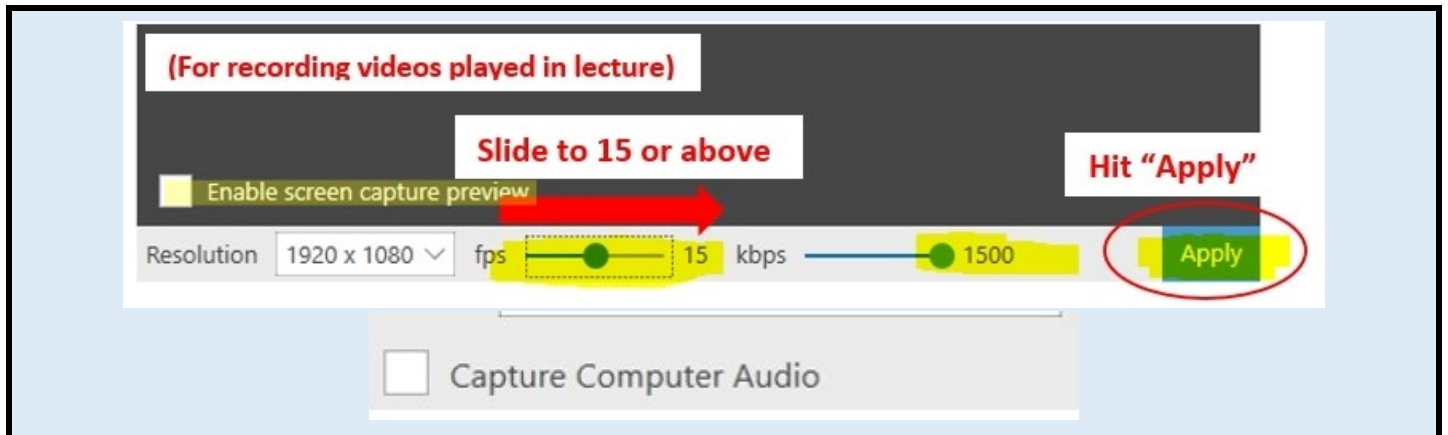 (For recording videos played in lecture)
Slide to 15 or above
Hit “Apply”
Enable screen capture preview
Resolution 1920 x 1080 fps 15 kbps 1500 Apply
Capture Computer Audio